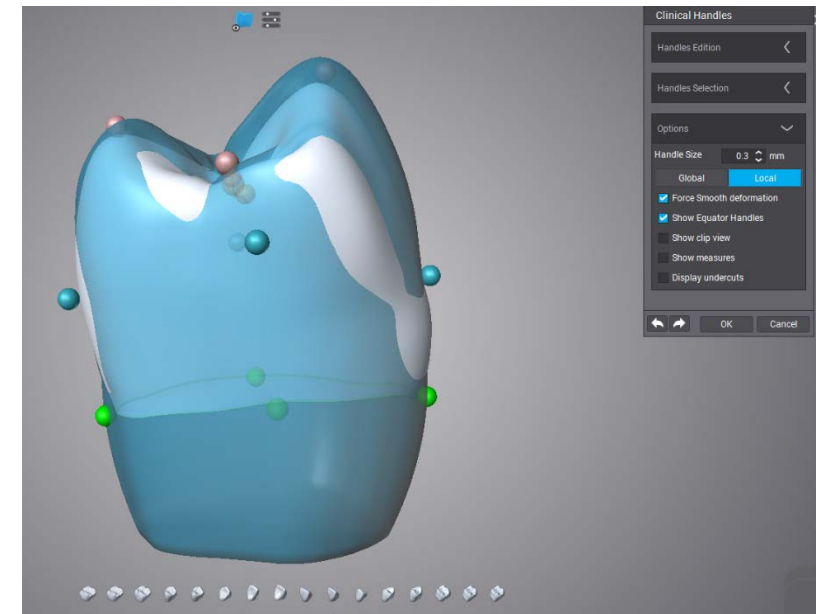 Clinical Handles
Handles Edition
Handles Selection
Options
Handle Size 0.3 mm
Global Local
Force Smooth deformation
Show Equator Handles
Show clip view
Show measures
Display undercuts
OK Cancel